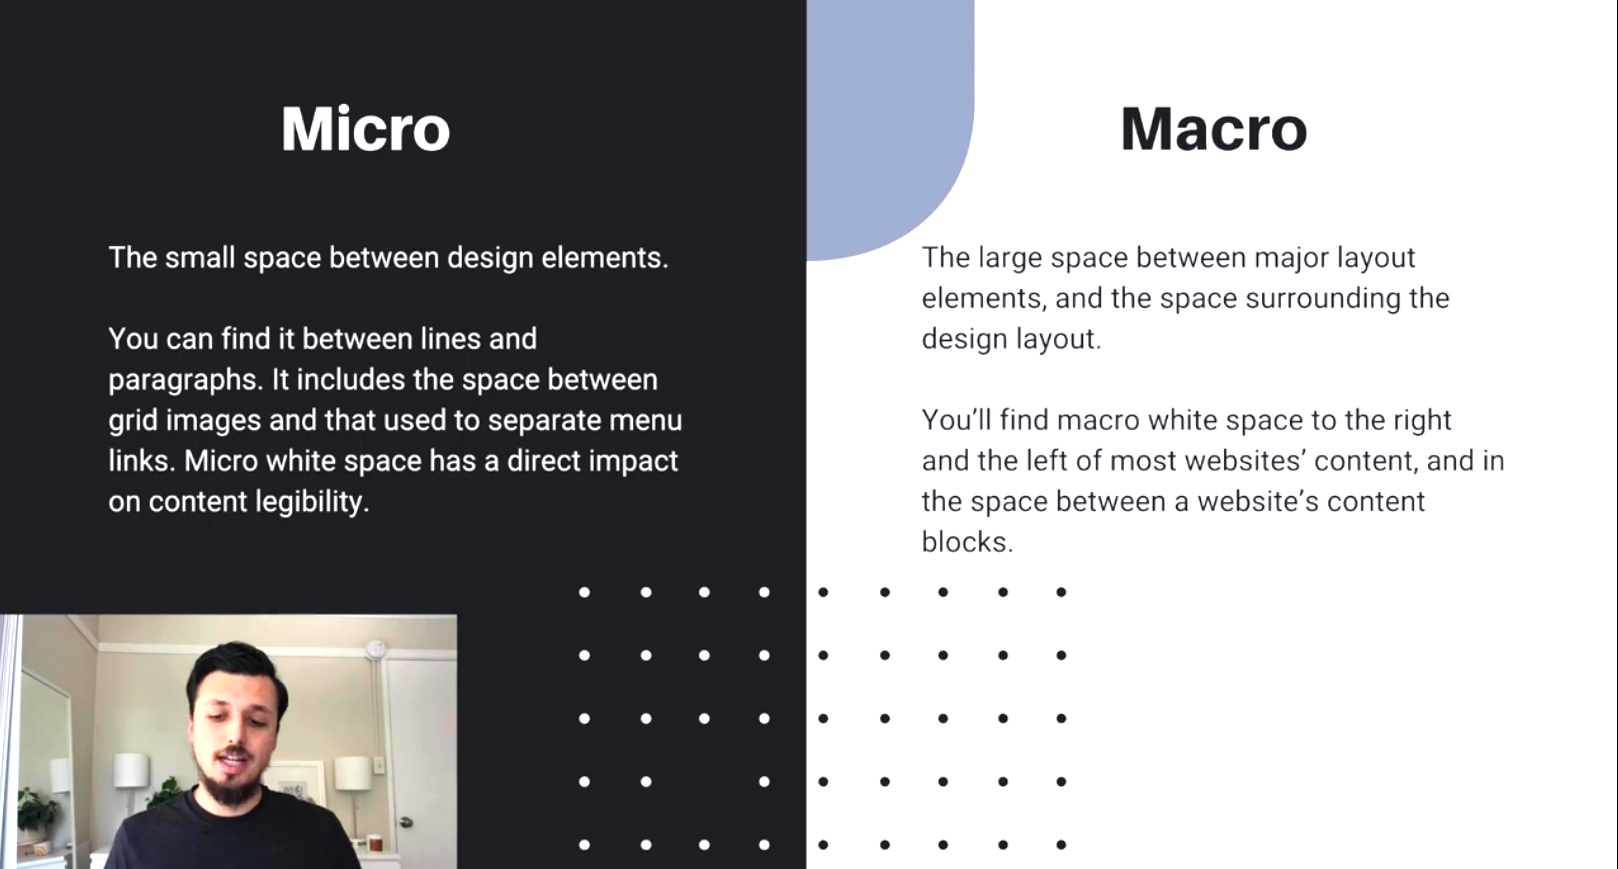 Micro
The small space between design elements.
You can find it between lines and
paragraphs. It includes the space between
grid images and that used to separate menu
links. Micro white space has a direct impact
on content legibility.
Macro
The large space between major layout
elements, and the space surrounding the
design layout.
You’ll find macro white space to the right
and the left of most websites’ content, and in
the space between a website’s content
blocks.